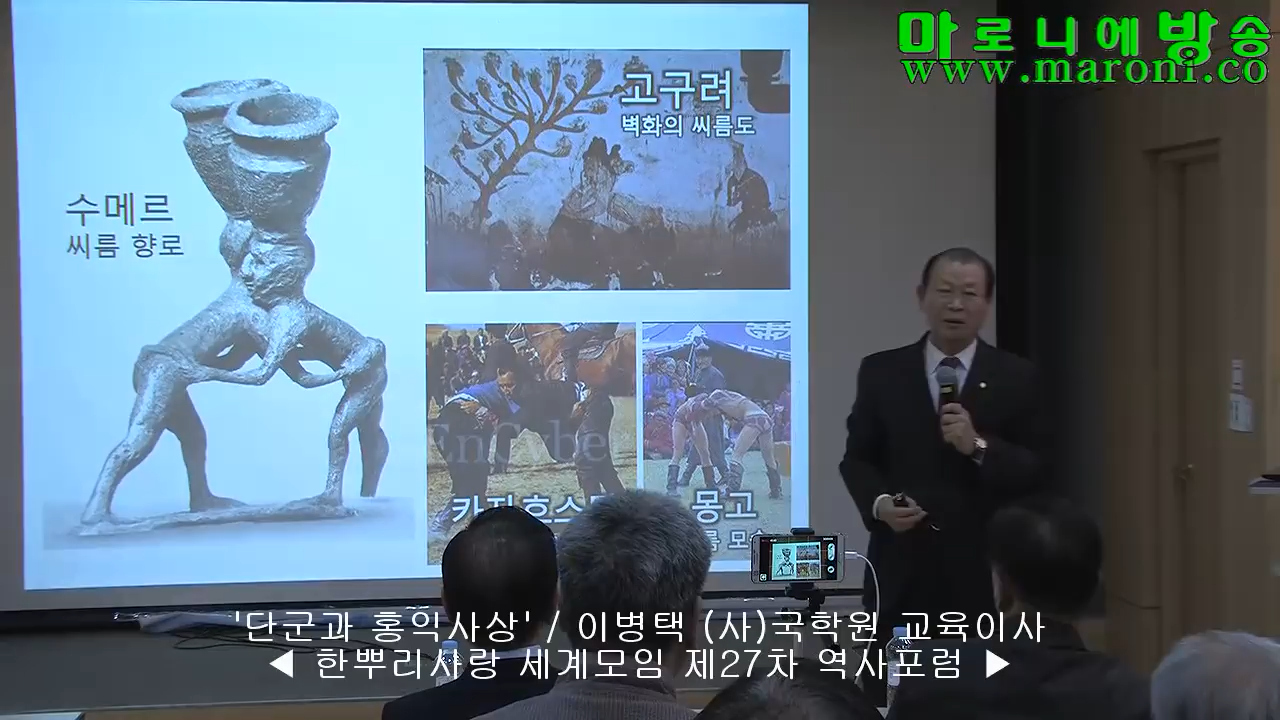 마로니에방송
www.maroni.co
고구려
벽화의 씨름도
수메르
씨름 향로
EnCyber
몽고
'단군과 홍익사상' / 이병택 (사)국학원 교육이사
◀ 한뿌리사랑 세계모임 제27차 역사포럼 ▶